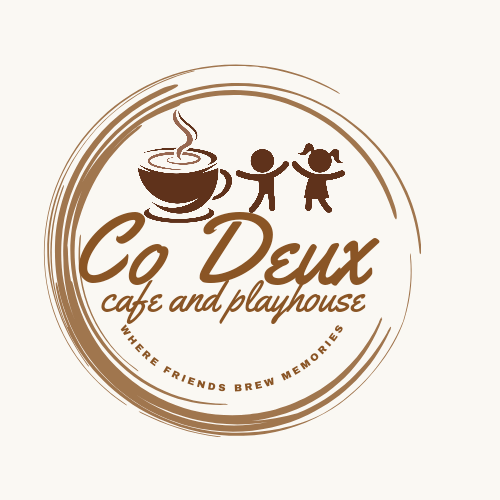 Co Deux
cafe and playhouse
WHERE FRIENDS BREW MEMORIES